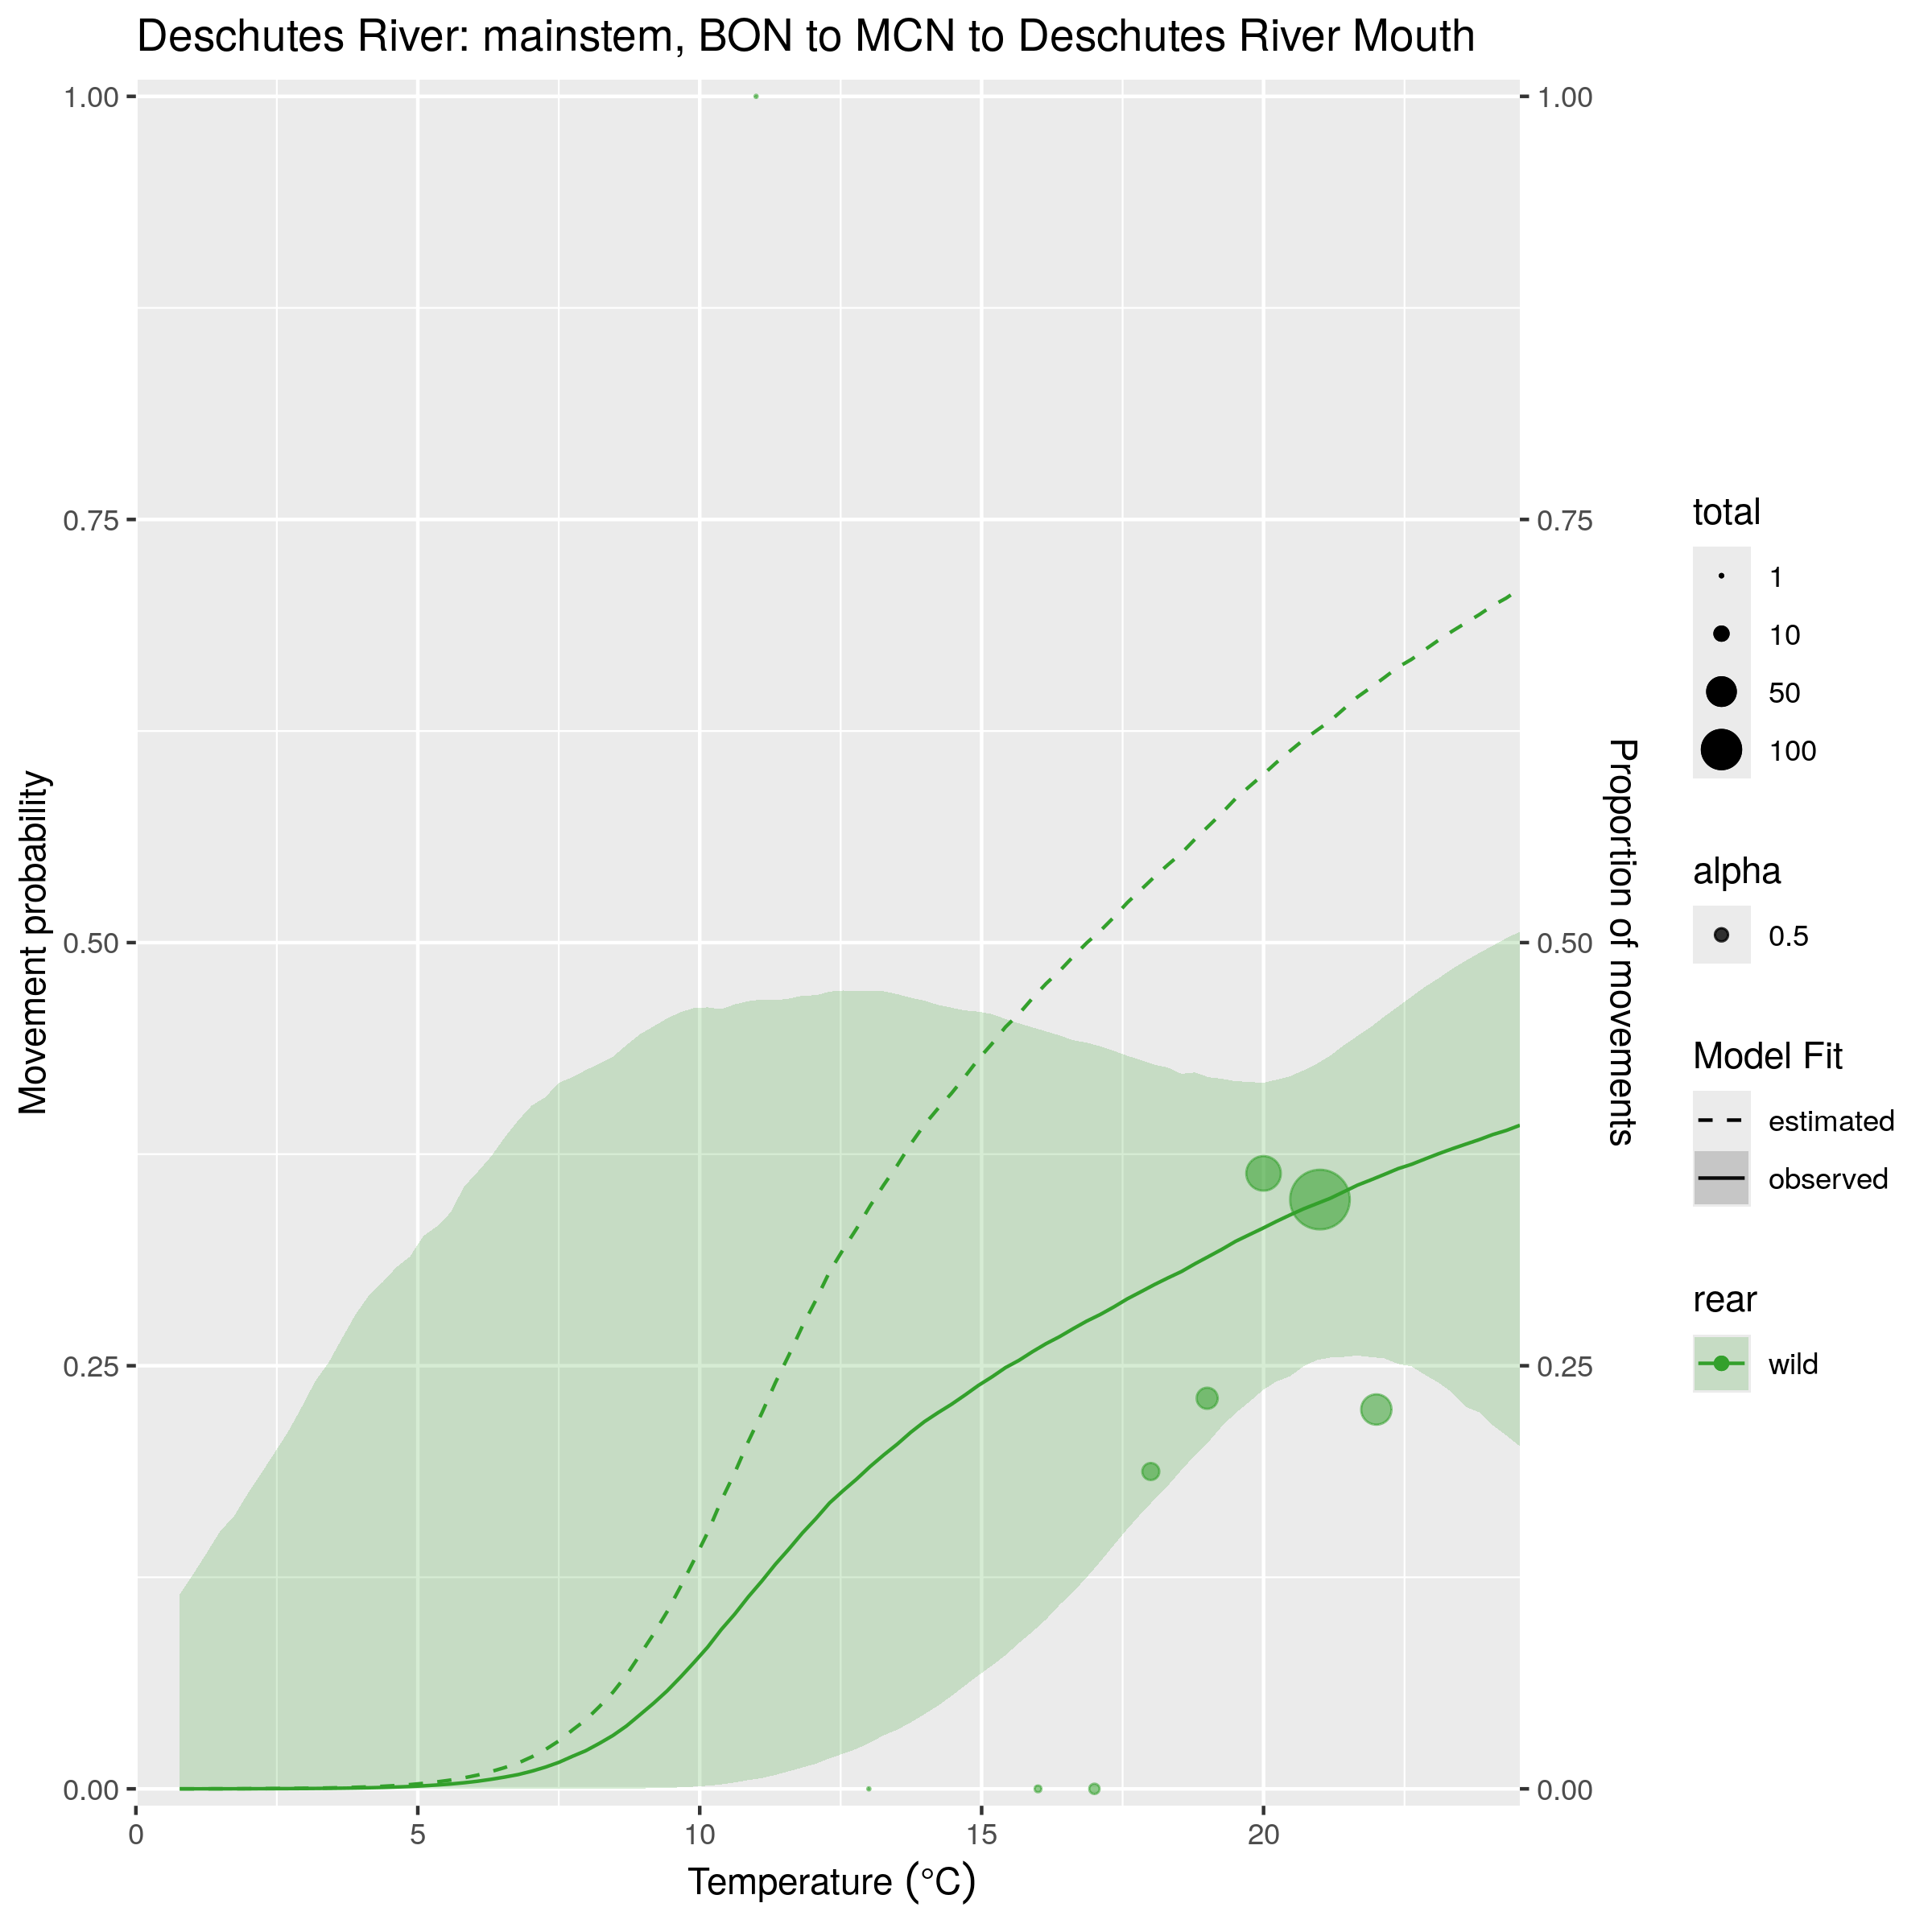 Deschutes River: mainstem, BON to MCN to Deschutes River Mouth
Movement probability
1.00
0.75
0.50
0.25
0.00
0
5
10
15
20
Temperature (°C)
1.00
0.75
0.50
0.25
0.00
Proportion of movements
total
1
10
50
100
alpha
0.5
Model Fit
estimated
observed
rear
wild